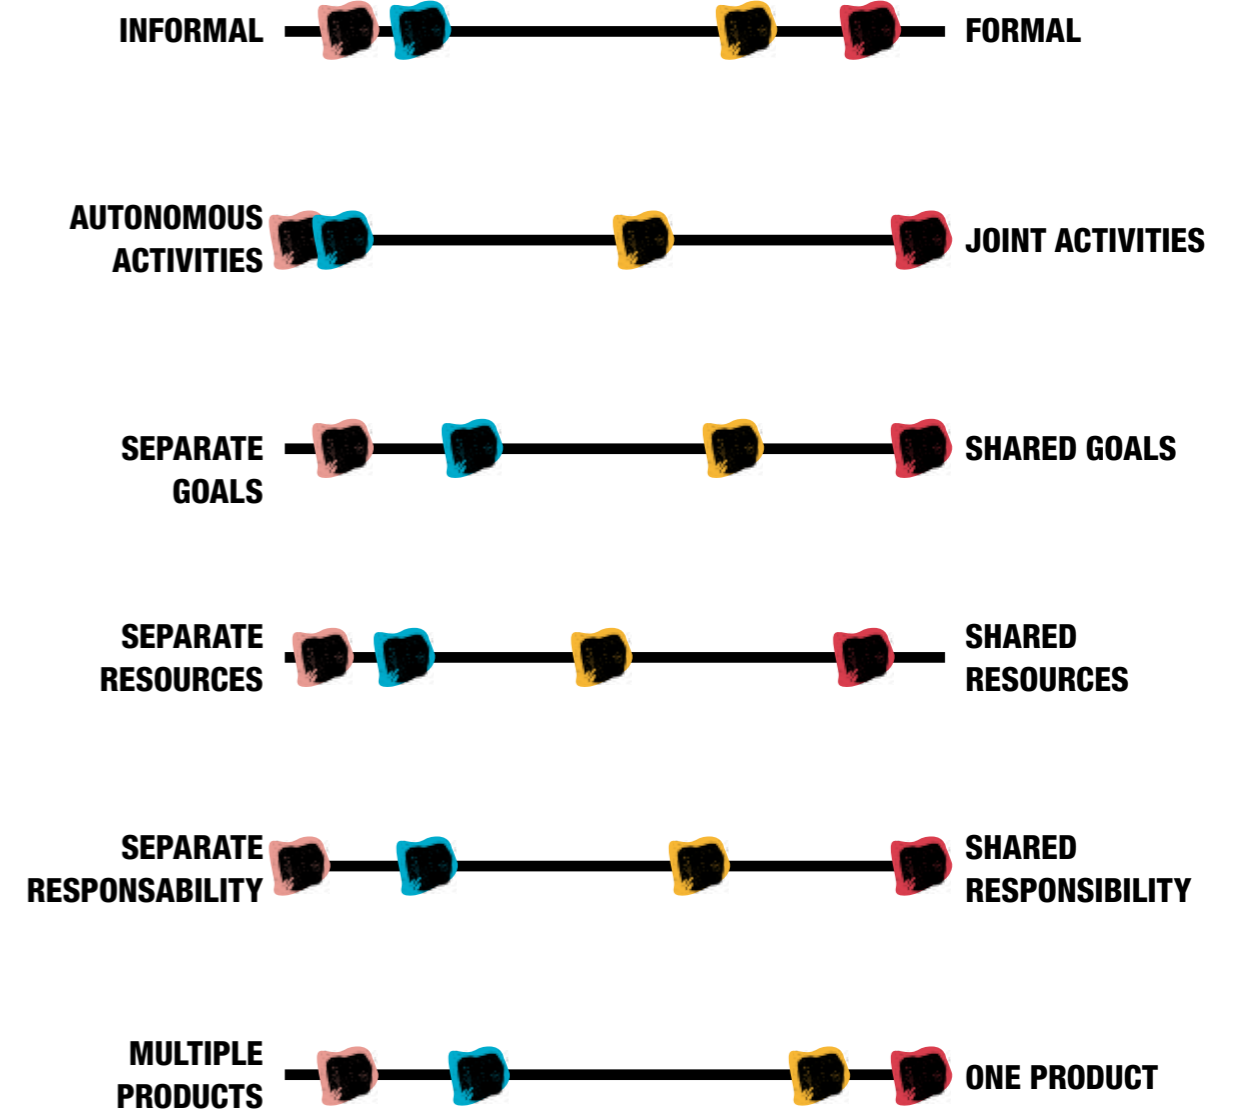 INFORMAL
FORMAL
AUTONOMOUS
ACTIVITIES
JOINT ACTIVITIES
SEPARATE
GOALS
SHARED GOALS
SEPARATE
RESOURCES
SHARED
RESOURCES
SEPARATE
RESPONSABILITY
SHARED
RESPONSIBILITY
MULTIPLE
PRODUCTS
ONE PRODUCT